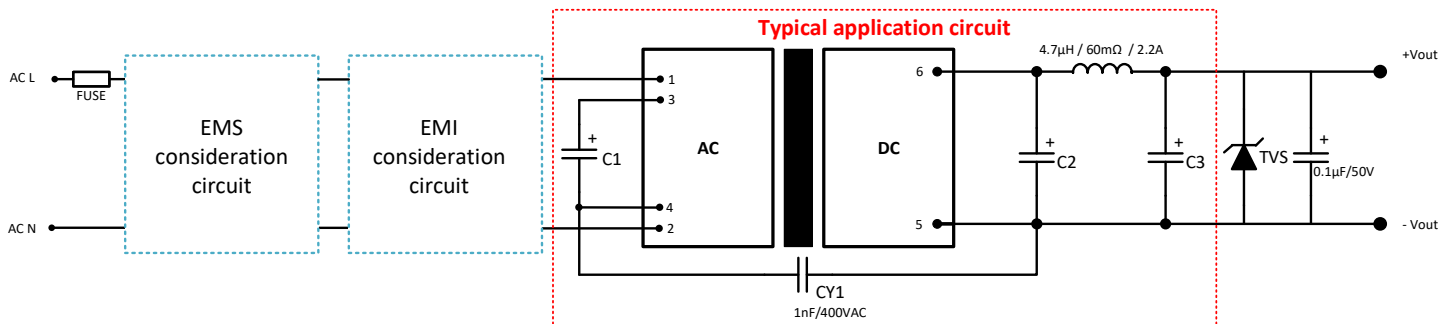 Typical application circuit
4.7µH / 60mΩ / 2.2A
AC L
FUSE
1
3
6
+Vout
EMS
consideration
circuit
EMI
consideration
circuit
+
C1
AC
DC
+
C2
+
C3
TVS
+
0.1µF/50V
4
2
5
AC N
- Vout
CY1
1nF/400VAC